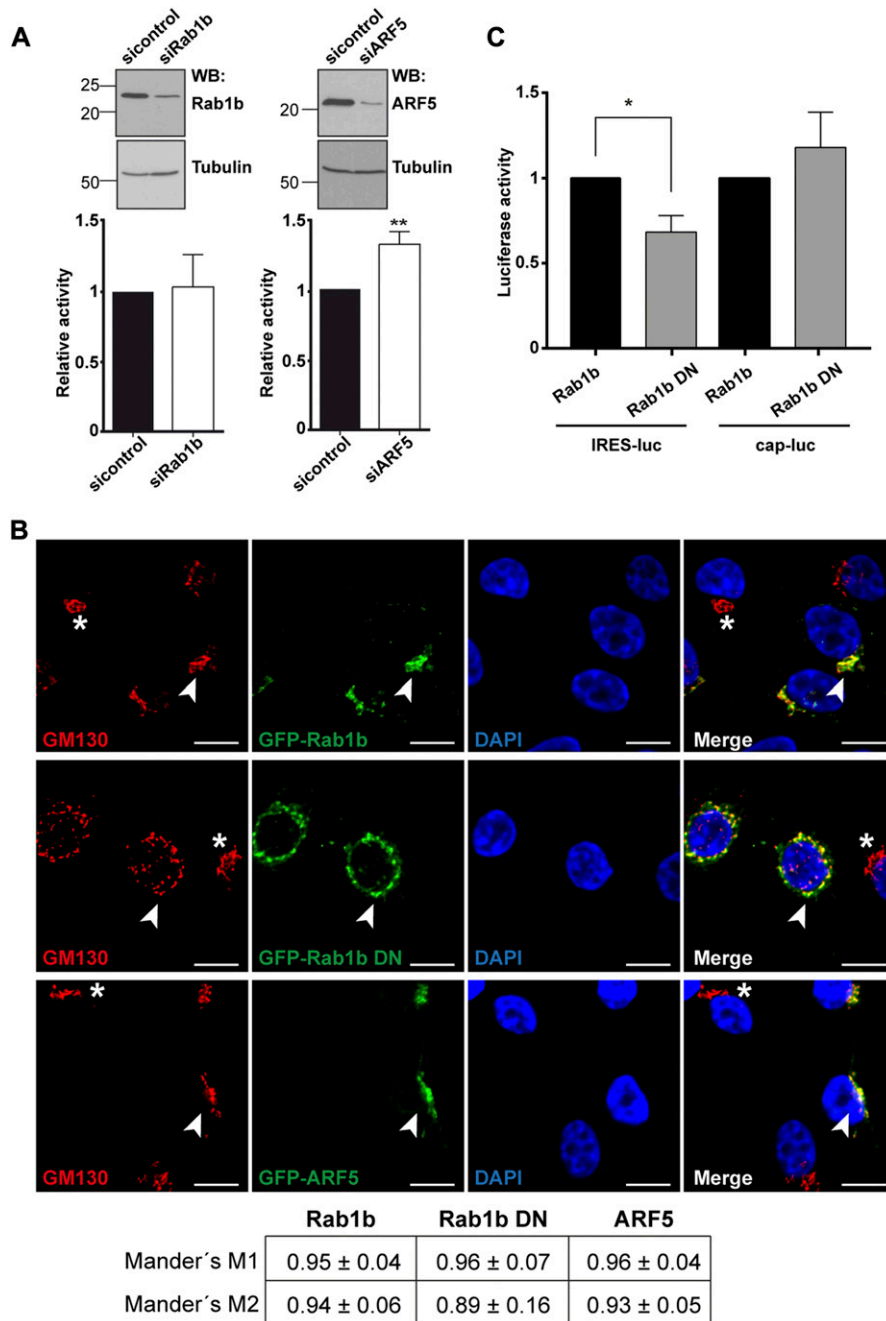 A
sicontrol
siRab1b
WB:
25
20
Rab1b
50
Tubulin
Relative activity
1.5
1
0.5
0
sicontrol
siRab1b
sicontrol
siARF5
WB:
20
ARF5
50
Tubulin
Relative activity
1.5
**
1
0.5
0
sicontrol
siARF5
C
Luciferase activity
1.5
*
1
0.5
0
Rab1b
Rab1b DN
Rab1b
Rab1b DN
IRES-luc
cap-luc
B
*
*
GM130
GFP-Rab1b
DAPI
Merge
*
*
GM130
GFP-Rab1b DN
DAPI
Merge
*
*
GM130
GFP-ARF5
DAPI
Merge
Rab1b Rab1b DN ARF5
Mander´s M1 0.95 ± 0.04 0.96 ± 0.07 0.96 ± 0.04
Mander´s M2 0.94 ± 0.06 0.89 ± 0.16 0.93 ± 0.05